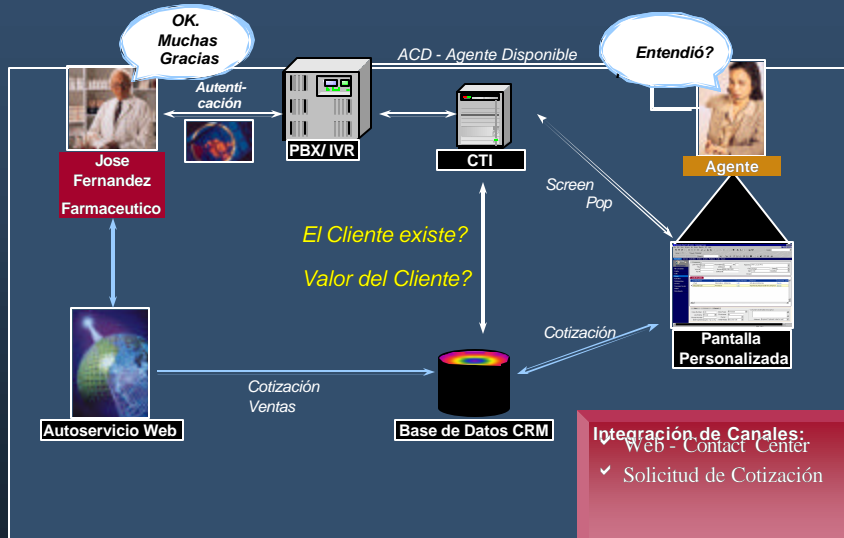 OK.
Muchas
Gracias
ACD - Agente Disponible
Entendió?
Autenti-
cación
PBX/ IVR
CTI
Jose
Fernandez
Farmaceutico
Agente
Screen
Pop
El Cliente existe?
Valor del Cliente?
Cotización
Pantalla
Personalizada
Cotización
Ventas
Autoservicio Web
Base de Datos CRM
Integración de Canales:
Web - Contact Center
Solicitud de Cotización